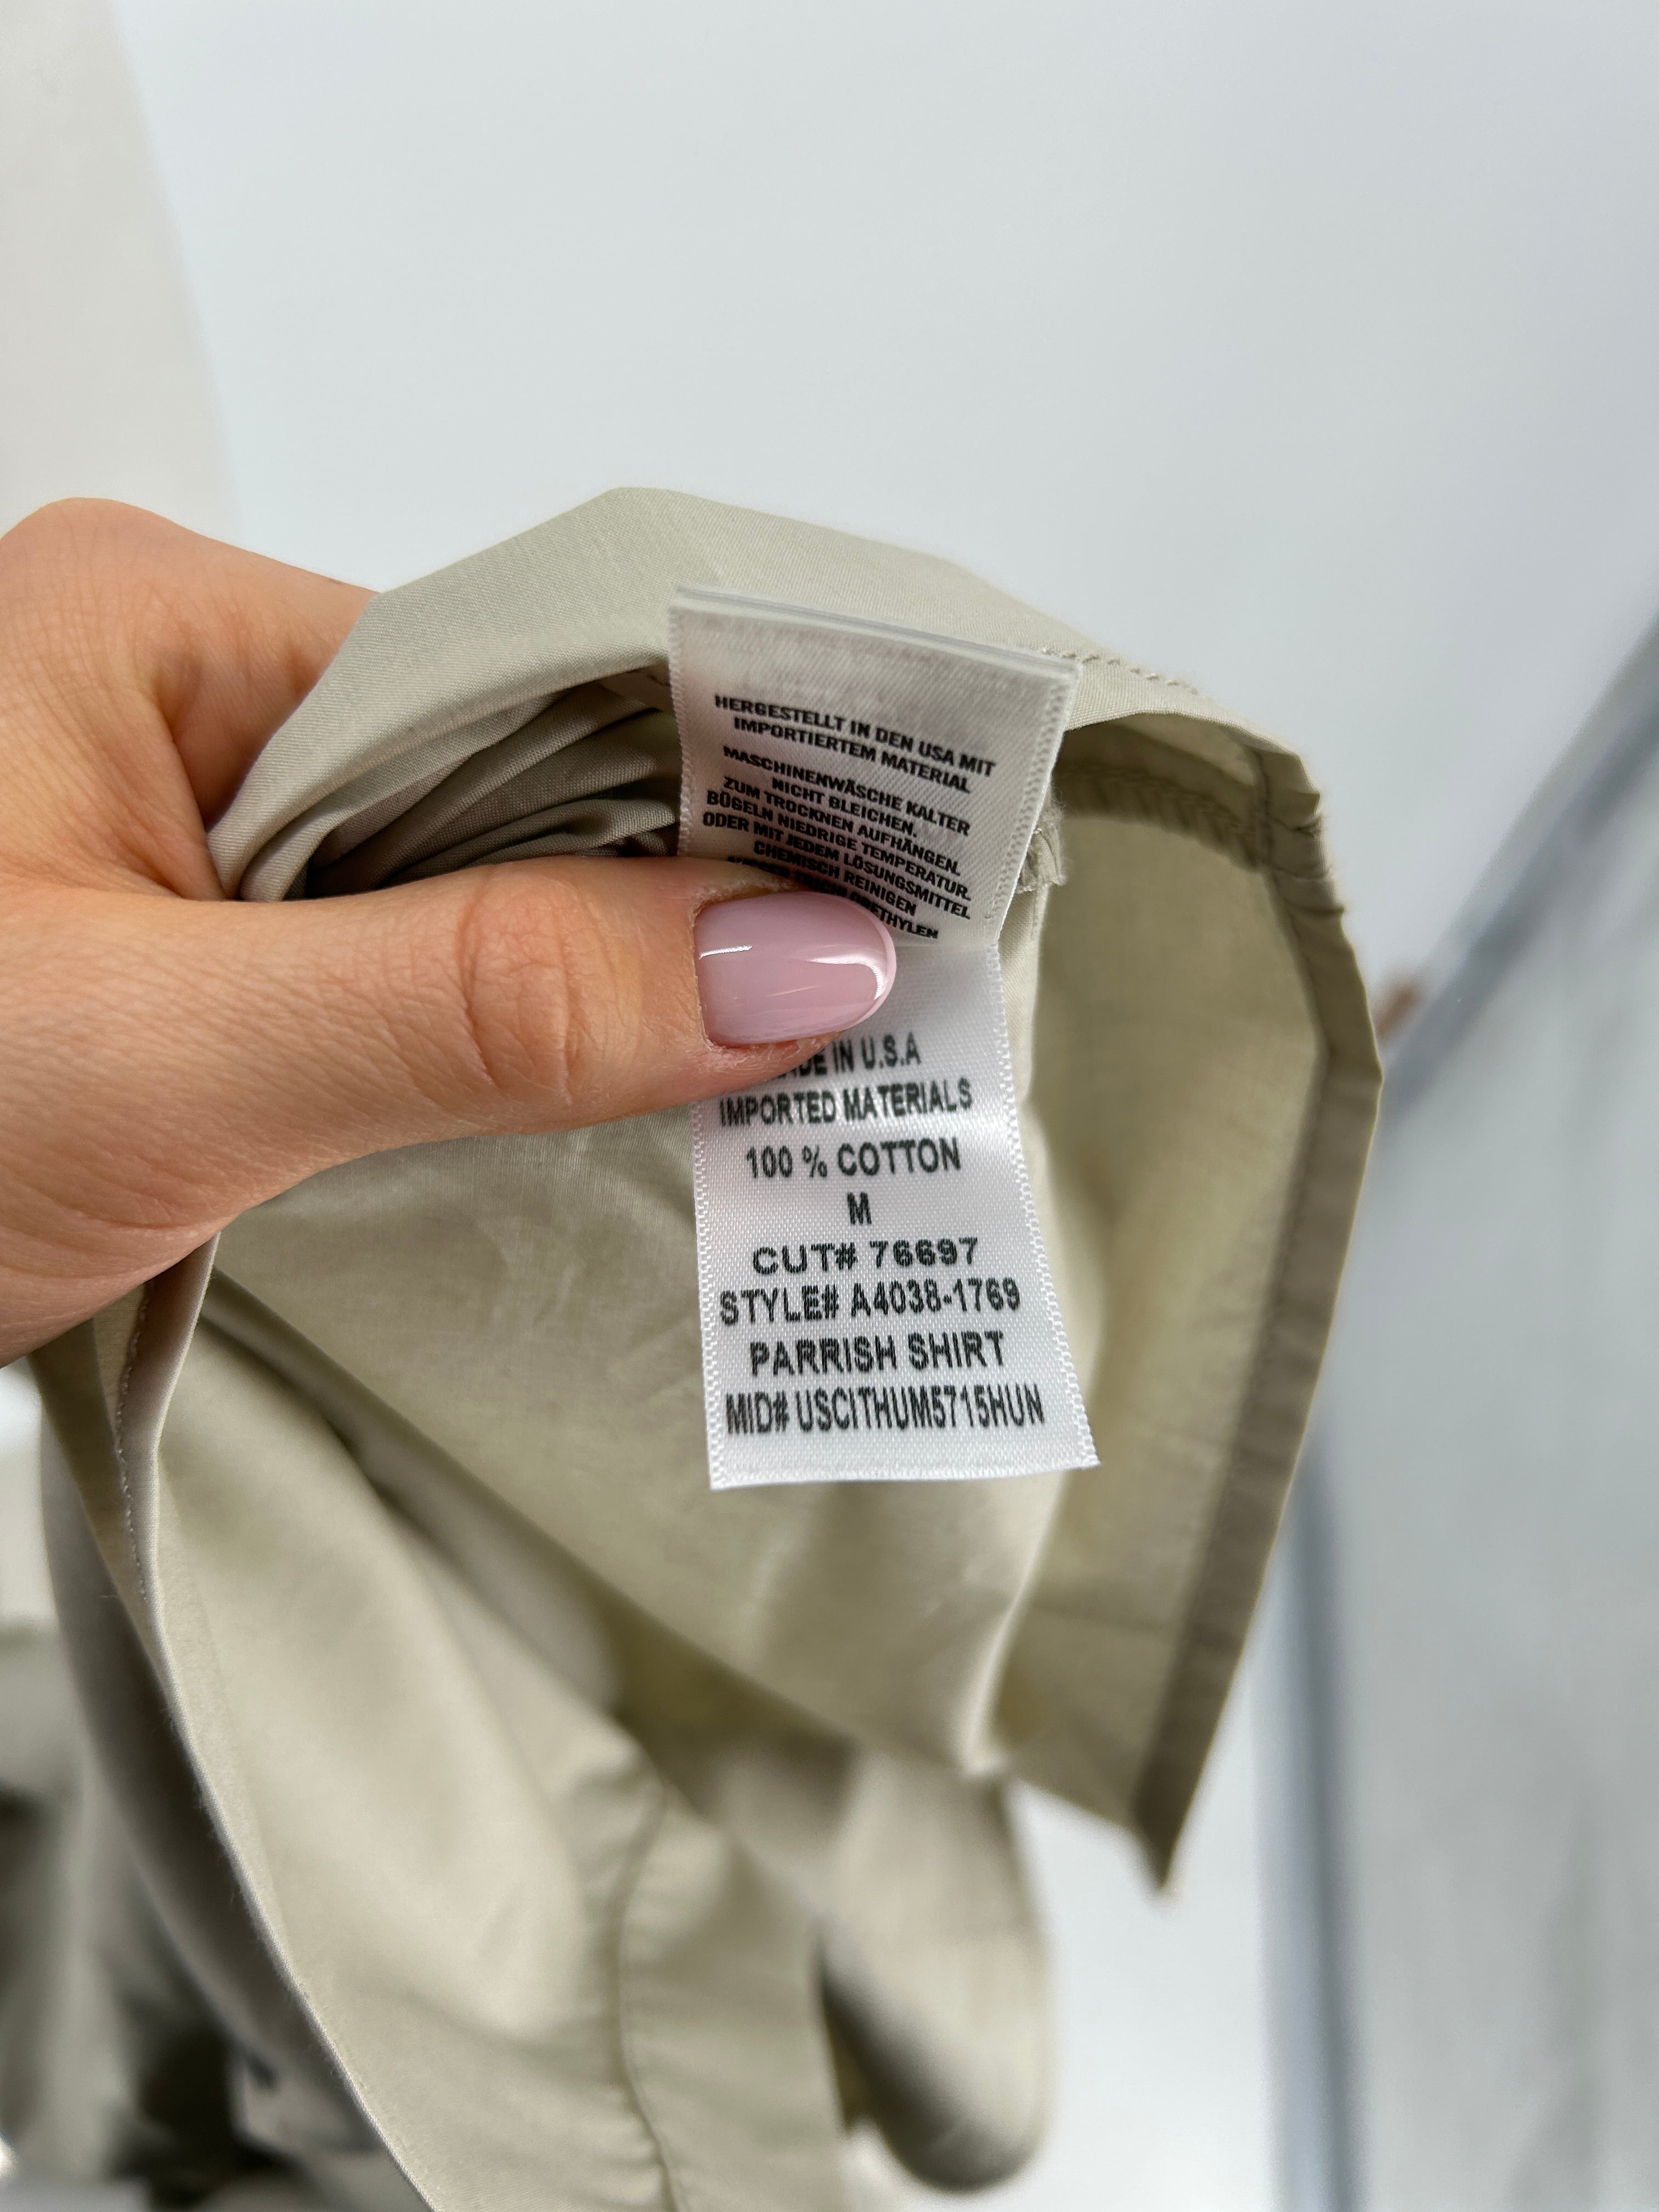 HERGESTELLT IN DEN USA MIT
IMPORTIERTEM MATERIAL
MASCHINENWÄSCHE KALTER
NICHT BLEICHEN.
ZUM TROCKNEN AUFHÄNGEN.
BÜGELN NIEDRIGE TEMPERATUR.
ODER MIT JEDEM LÖSUNGSMITTEL
CHEMISCH REINIGEN
IN U.S.A
IMPORTED MATERIALS
100 % COTTON
M
CUT# 76697
STYLE# A4038-1769
PARRISH SHIRT
MID# USCITHUM5715HUN